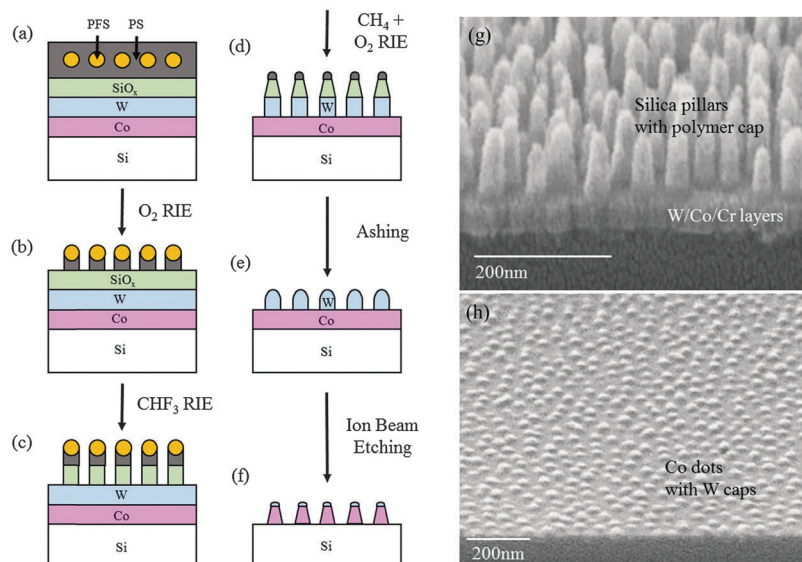 (a)
PFS PS
SiOₓ
W
Co
Si
O₂ RIE
(b)
SiOₓ
W
Co
Si
CHF₃ RIE
(c)
W
Co
Si
(d)
CH₄ +
O₂ RIE
W
Co
Si
Ashing
(e)
W
Co
Si
Ion Beam
Etching
(f)
Si
(g)
Silica pillars
with polymer cap
W/Co/Cr layers
200nm
(h)
Co dots
with W caps
200nm